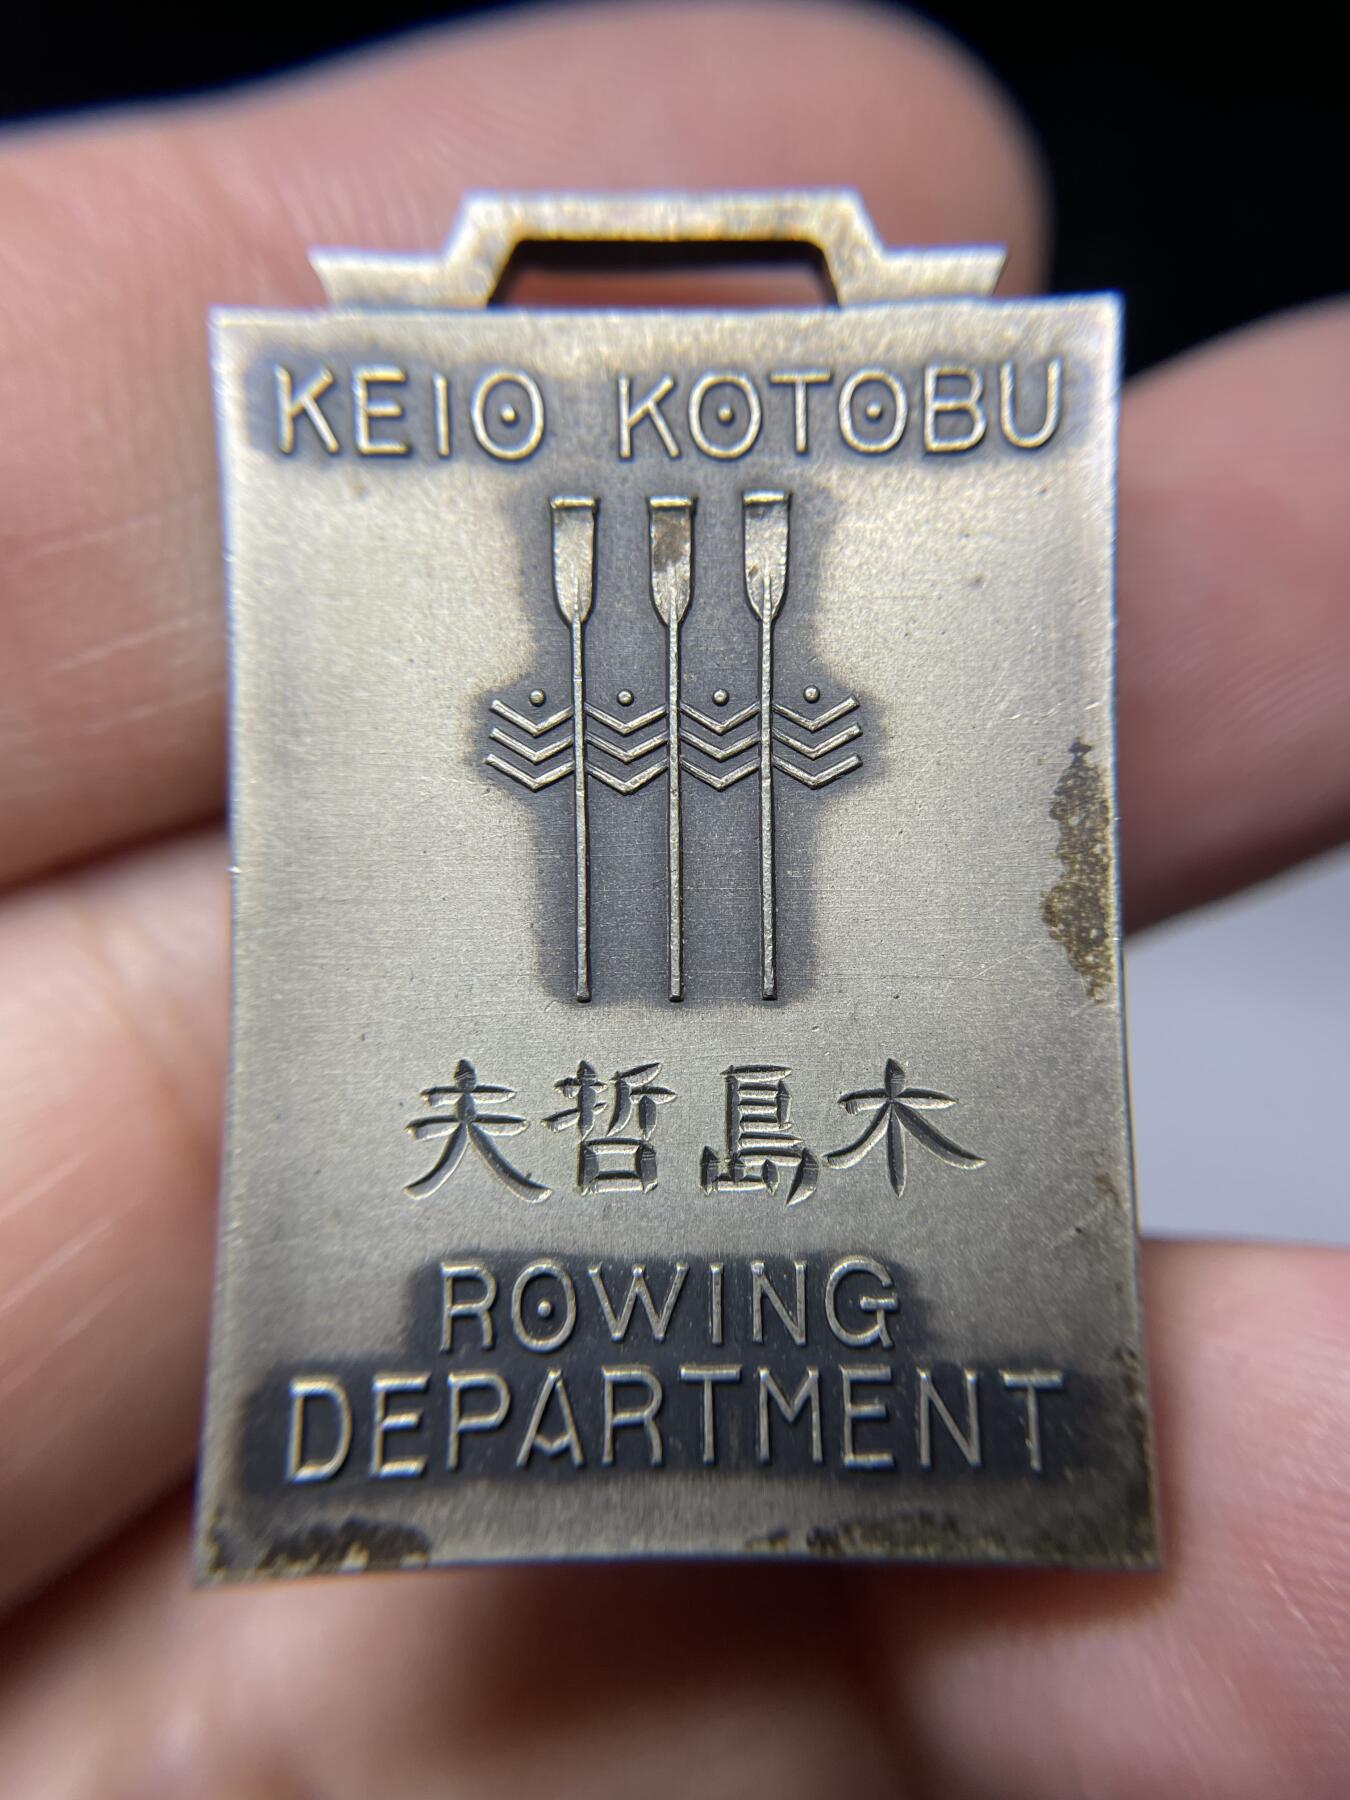 KEIO KOTOBU
夫哲島木
ROWING
DEPARTMENT